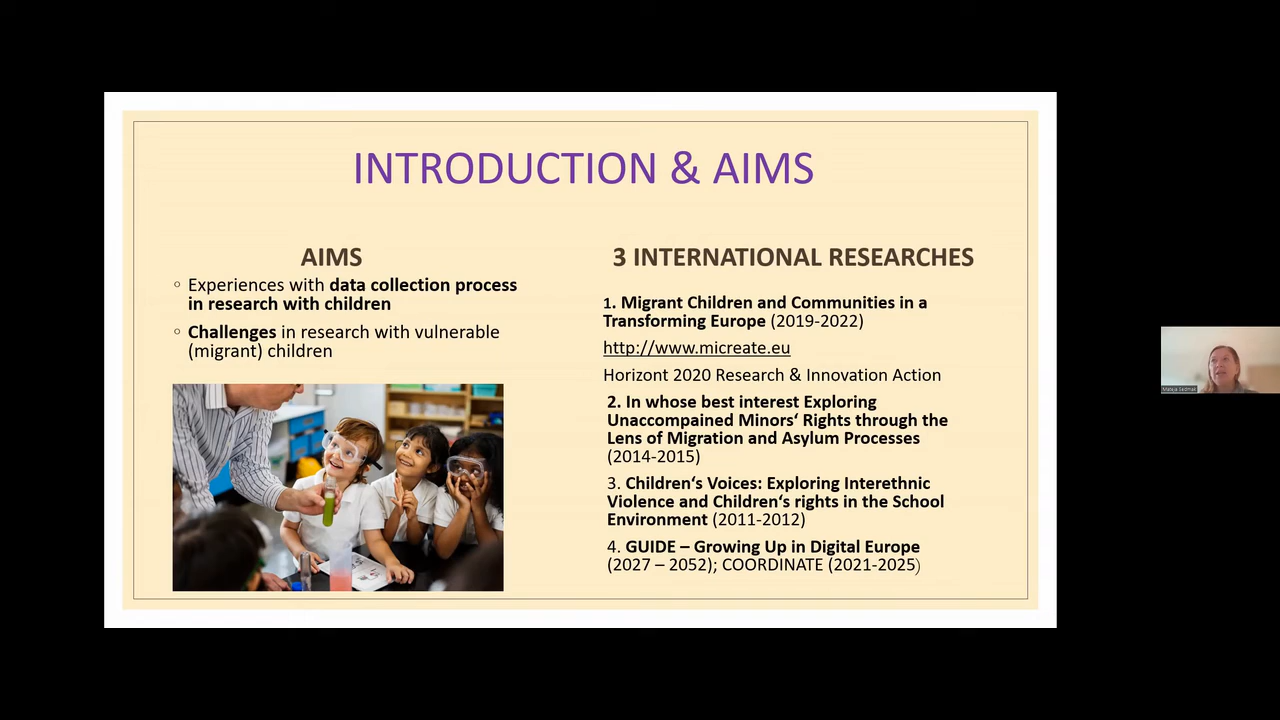 INTRODUCTION & AIMS
AIMS
◦ Experiences with data collection process
in research with children
◦ Challenges in research with vulnerable
(migrant) children
3 INTERNATIONAL RESEARCHES
1. Migrant Children and Communities in a
Transforming Europe (2019-2022)
http://www.micreate.eu
Horizont 2020 Research & Innovation Action
2. In whose best interest Exploring
Unaccompained Minors‘ Rights through the
Lens of Migration and Asylum Processes
(2014-2015)
3. Children‘s Voices: Exploring Interethnic
Violence and Children‘s rights in the School
Environment (2011-2012)
4. GUIDE – Growing Up in Digital Europe
(2027 – 2052); COORDINATE (2021-2025)
Mateja Sedmak